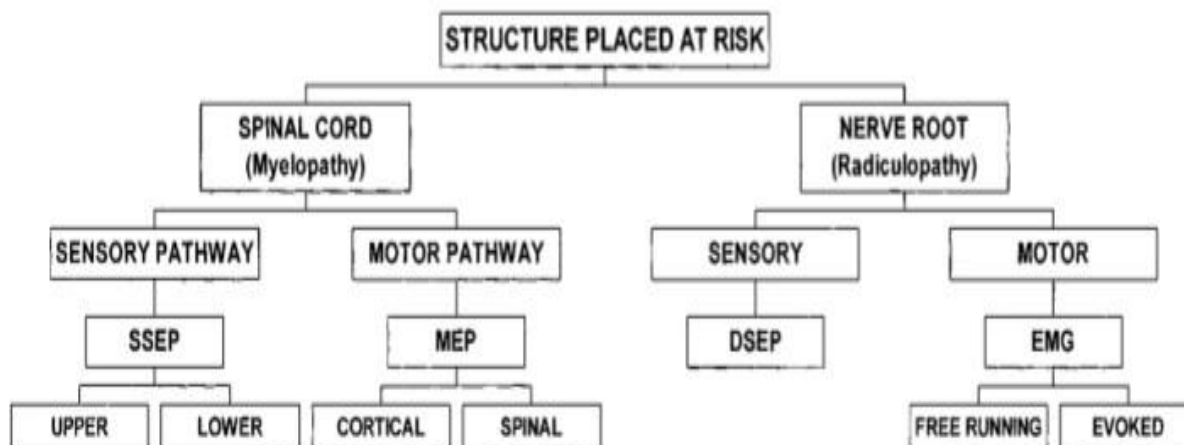 STRUCTURE PLACED AT RISK
SPINAL CORD
(Myelopathy)
NERVE ROOT
(Radiculopathy)
SENSORY PATHWAY
MOTOR PATHWAY
SENSORY
MOTOR
SSEP
MEP
DSEP
EMG
UPPER
LOWER
CORTICAL
SPINAL
FREE RUNNING
EVOKED